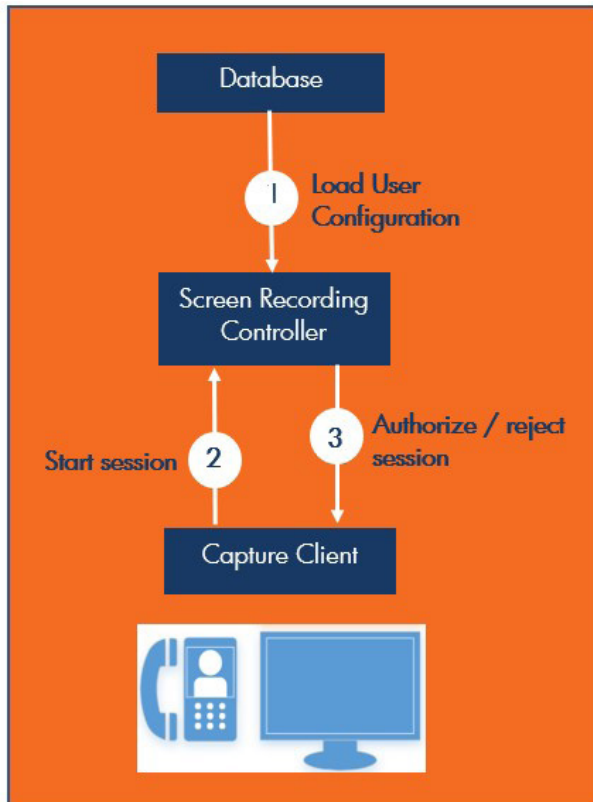 Database
1
Load User
Configuration
Screen Recording
Controller
Start session
2
3
Authorize / reject
session
Capture Client